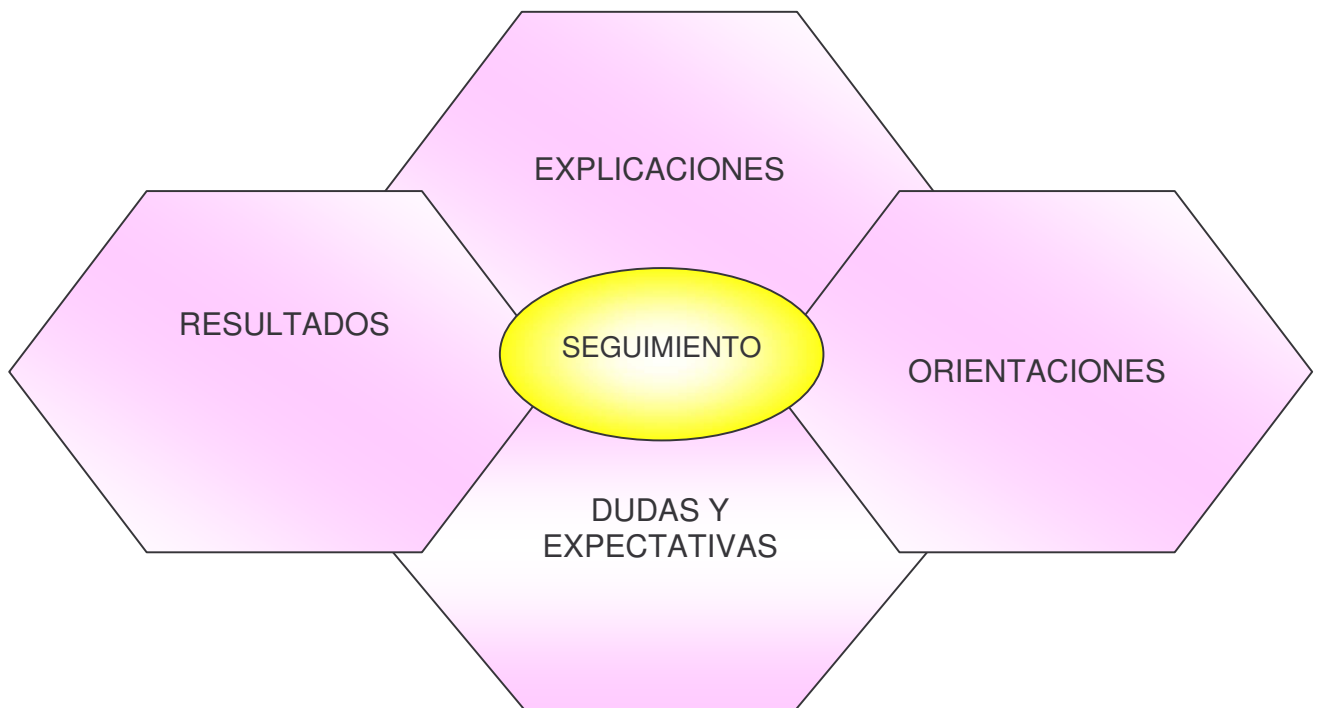 EXPLICACIONES
RESULTADOS
SEGUIMIENTO
ORIENTACIONES
DUDAS Y
EXPECTATIVAS